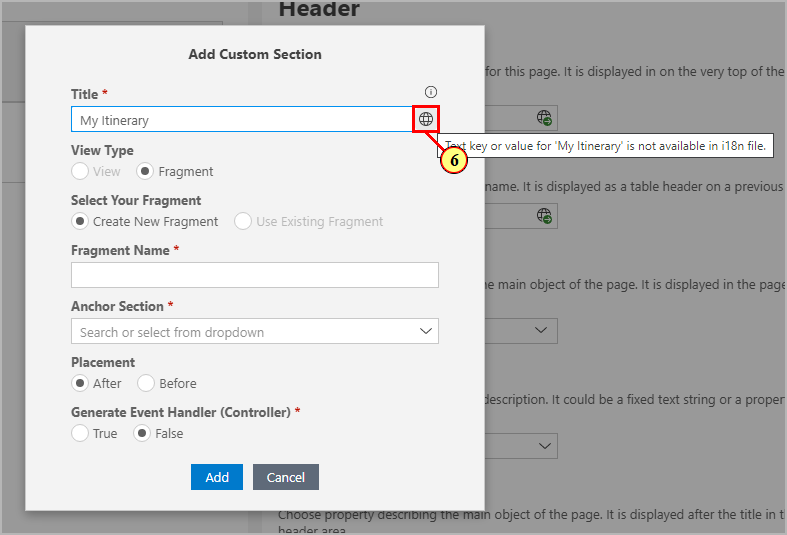 Header
Add Custom Section
for this page. It is displayed in on the very top of the
Title *
My Itinerary
Text key or value for 'My Itinerary' is not available in i18n file.
6
View Type
View Fragment
name. It is displayed as a table header on a previous
Select Your Fragment
Create New Fragment Use Existing Fragment
Fragment Name *
the main object of the page. It is displayed in the pag
Anchor Section *
Search or select from dropdown
Placement
After Before
description. It could be a fixed text string or a proper
Generate Event Handler (Controller) *
True False
Add Cancel
Choose property describing the main object of the page. It is displayed after the title in t
header area.